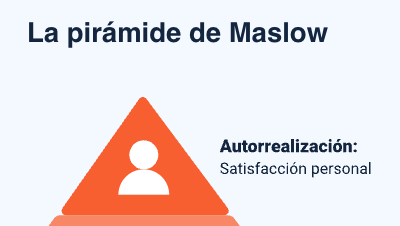 La pirámide de Maslow
Autorrealización:
Satisfacción personal